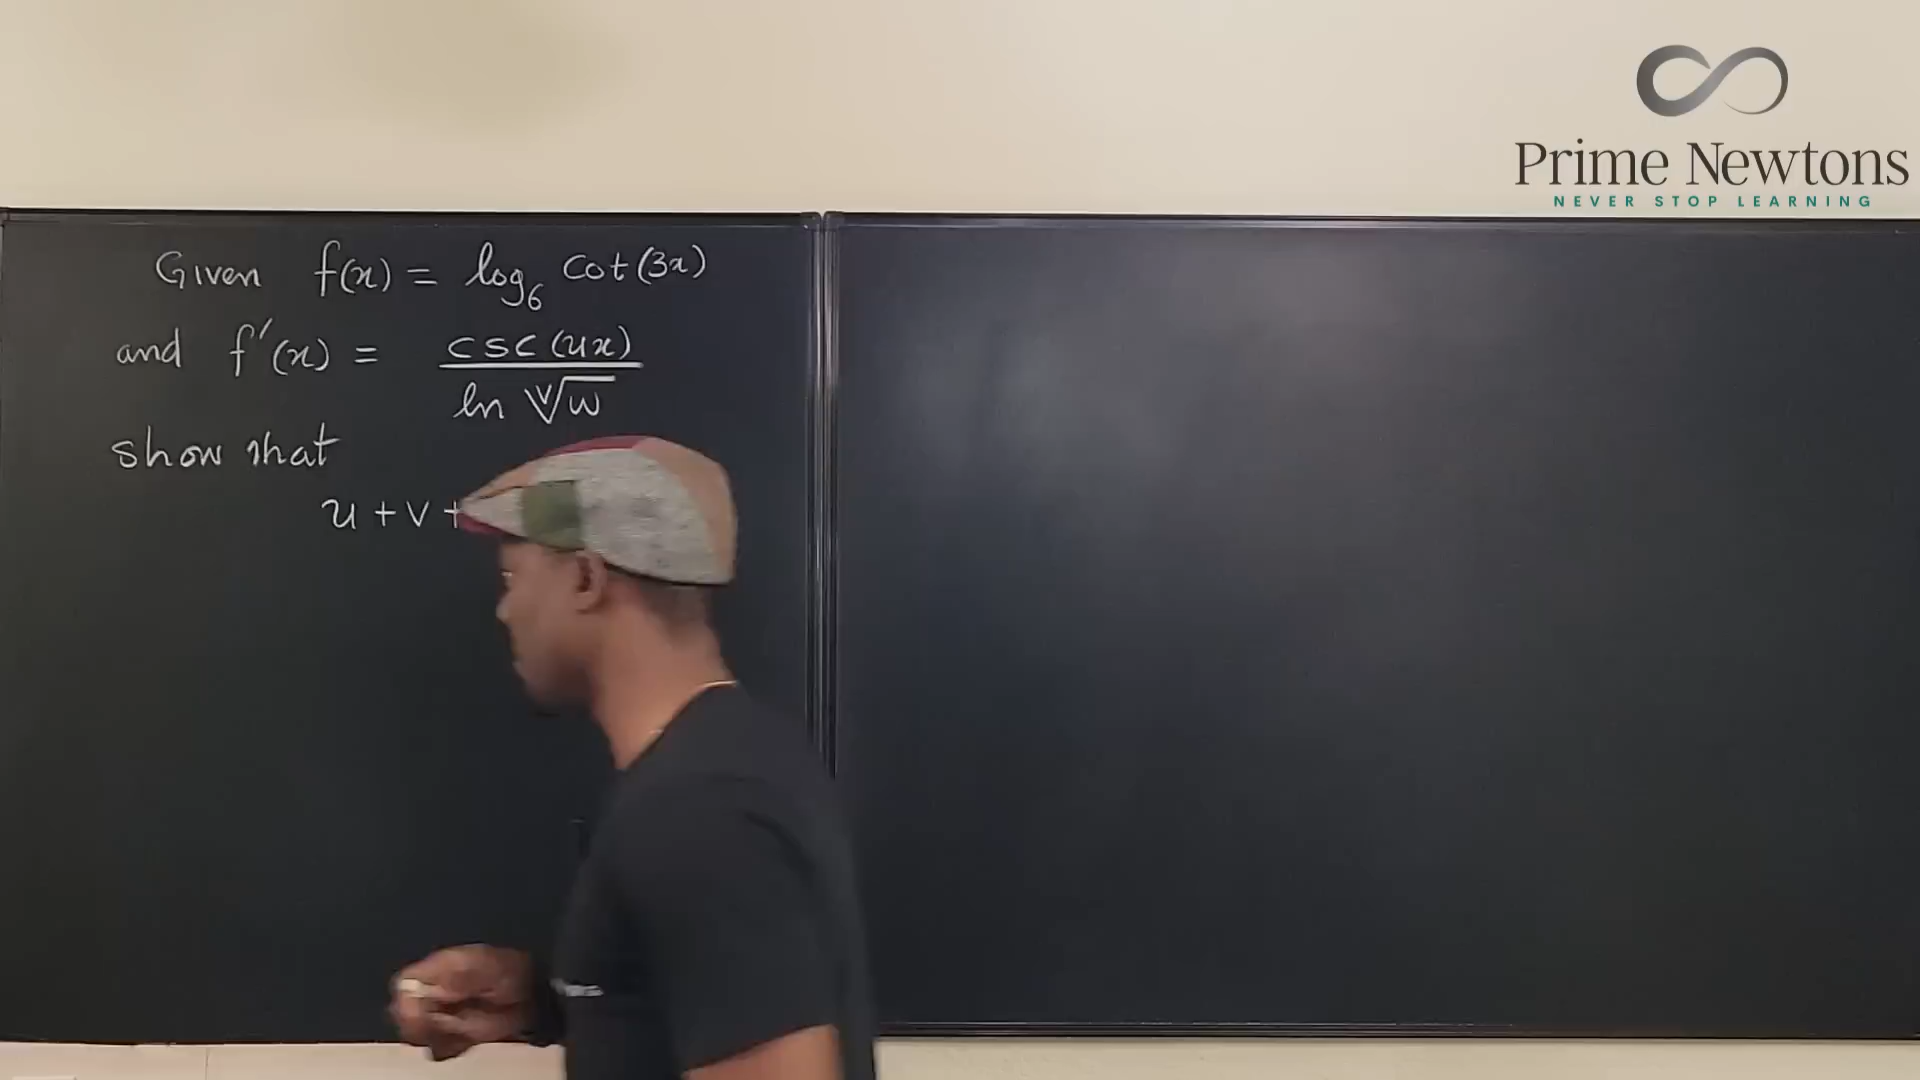 Prime Newtons
NEVER STOP LEARNING
Given f(x) = log₆ cot(3x)
and f'(x) = csc(ux) / ln ᵛ√w
show that
u + v +